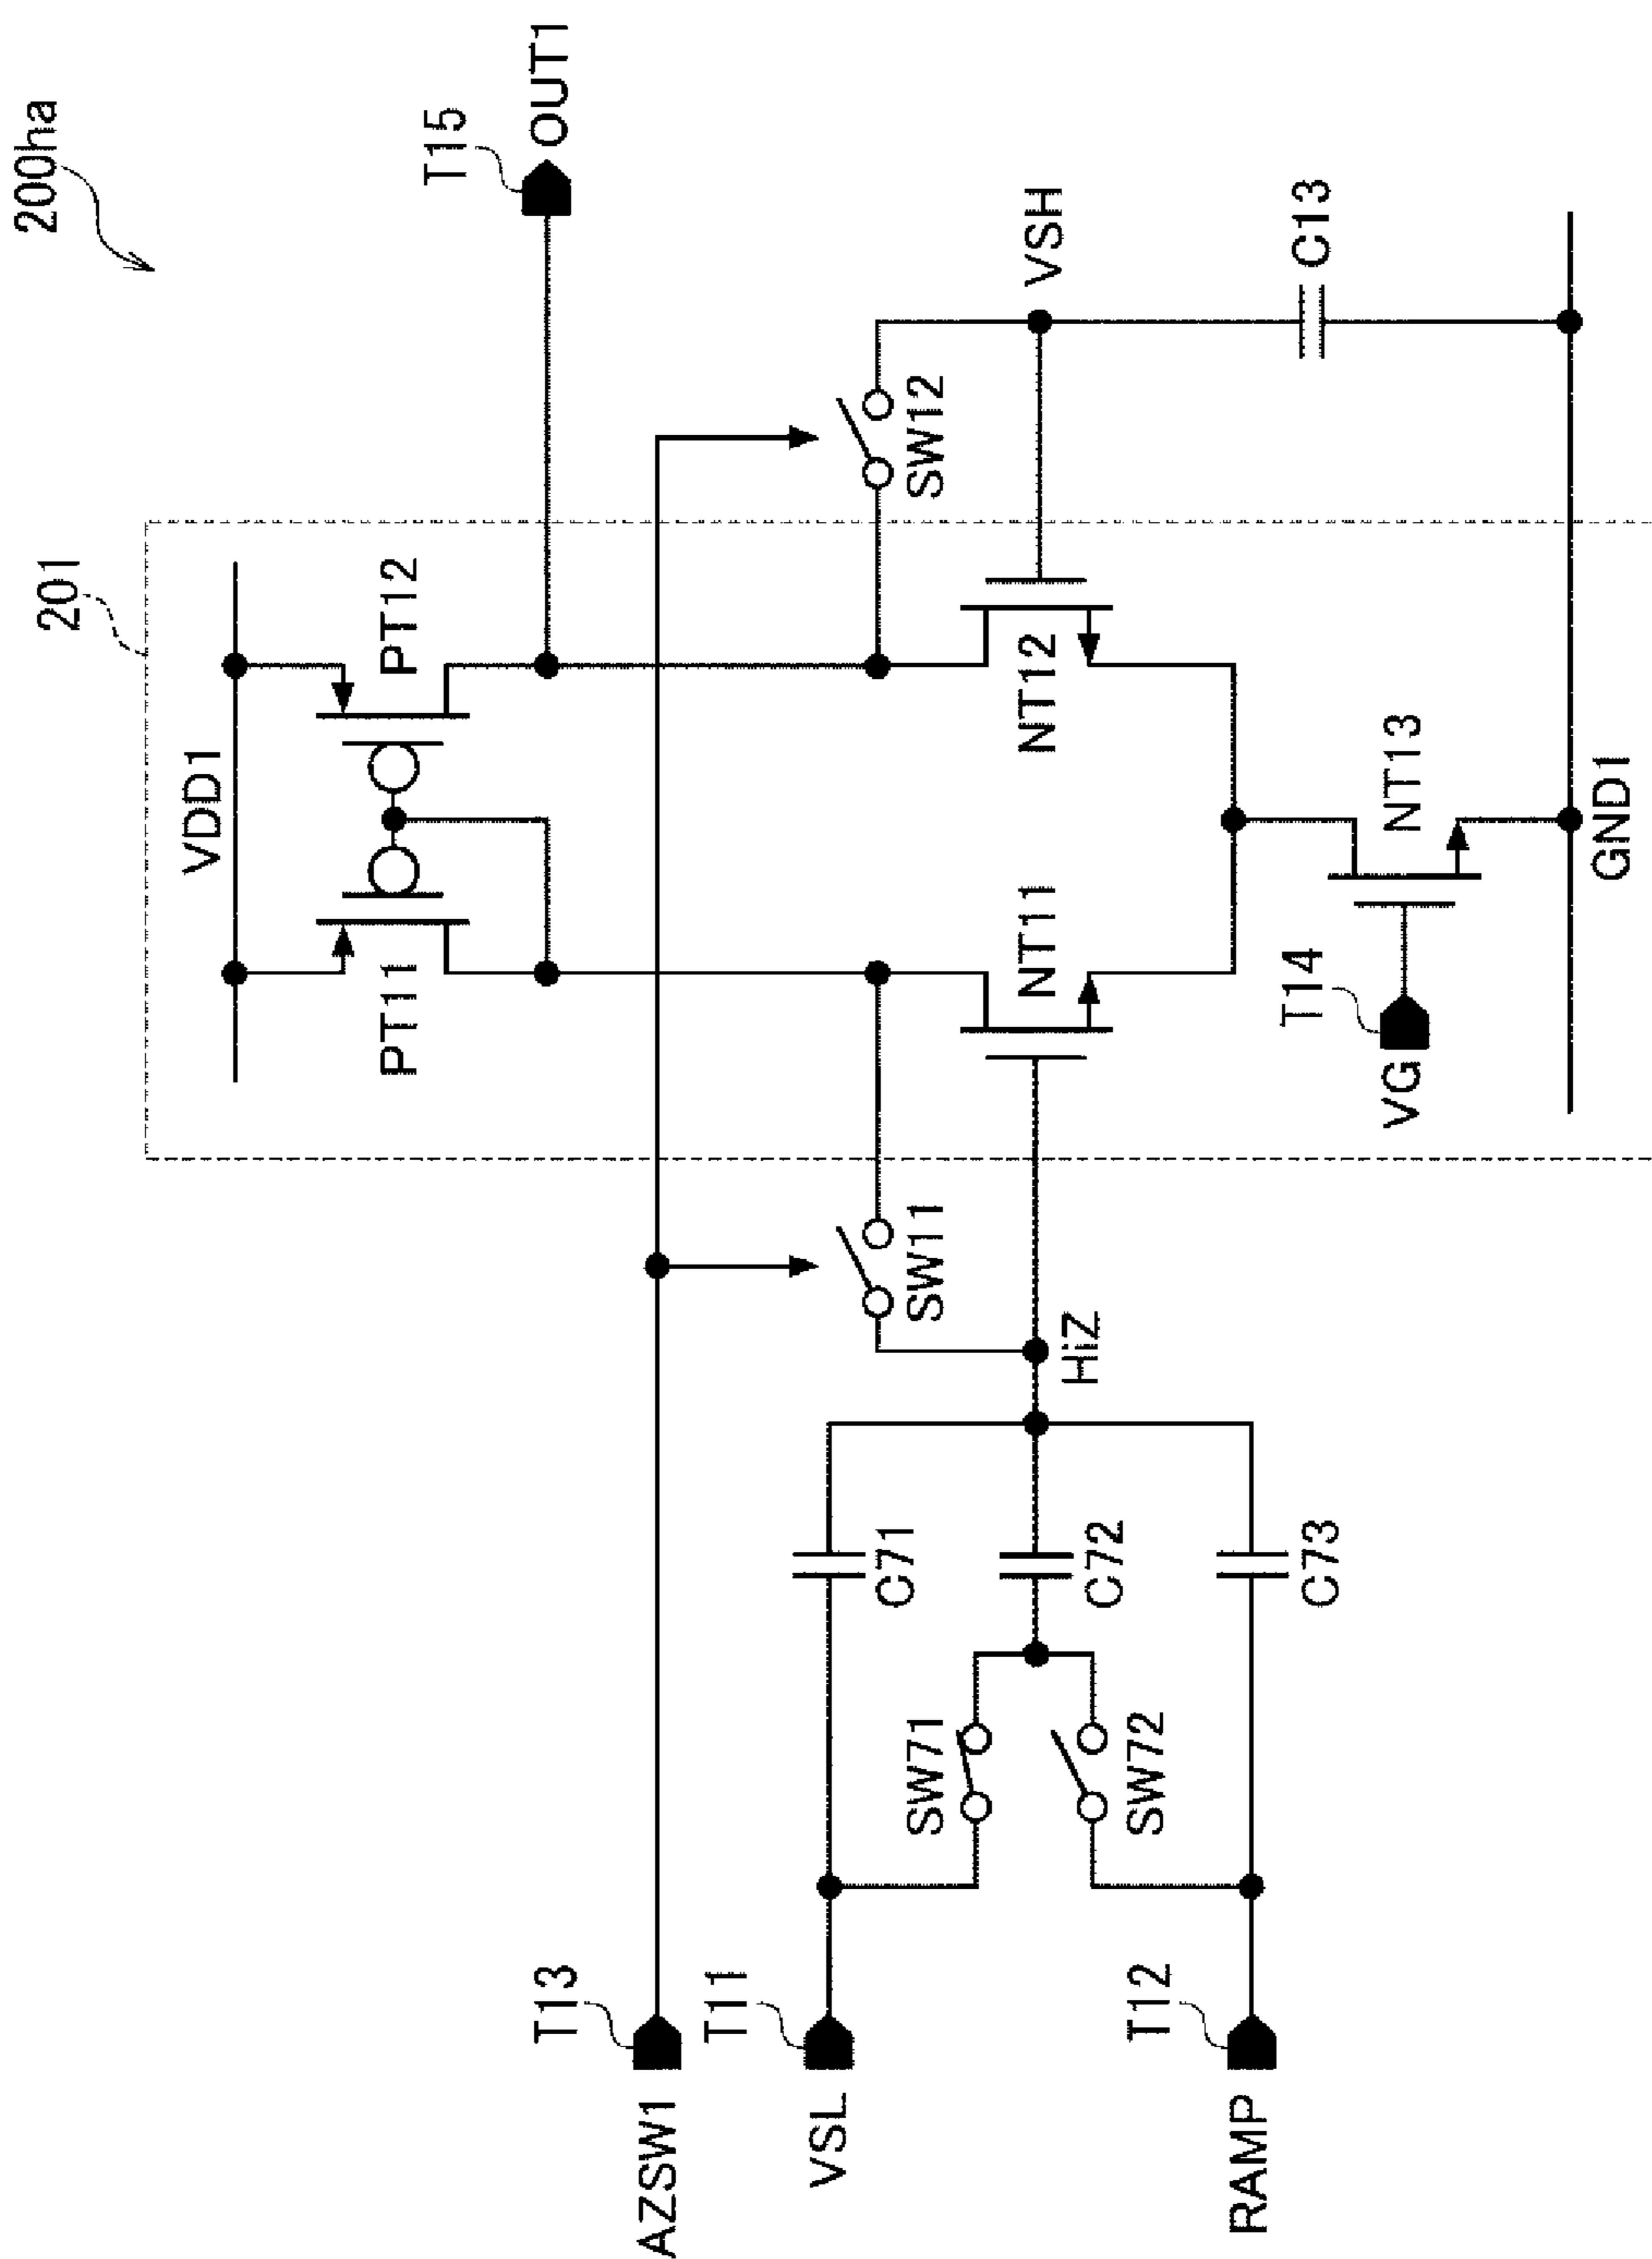 200ha
201
T15
OUT1
VDD1
PT11
PT12
T13
AZSW1
SW11
SW12
T11
VSL
C71
SW71
C72
SW72
HiZ
NT11
NT12
VSH
T12
RAMP
C73
T14
VG
NT13
C13
GND1